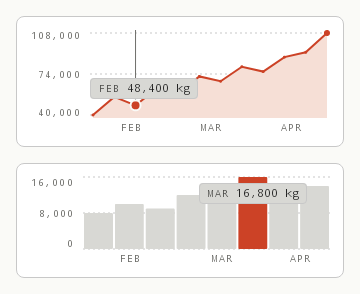 108,000
74,000
FEB 48,400 kg
40,000
FEB MAR APR
16,000
MAR 16,800 kg
8,000
0
FEB MAR APR